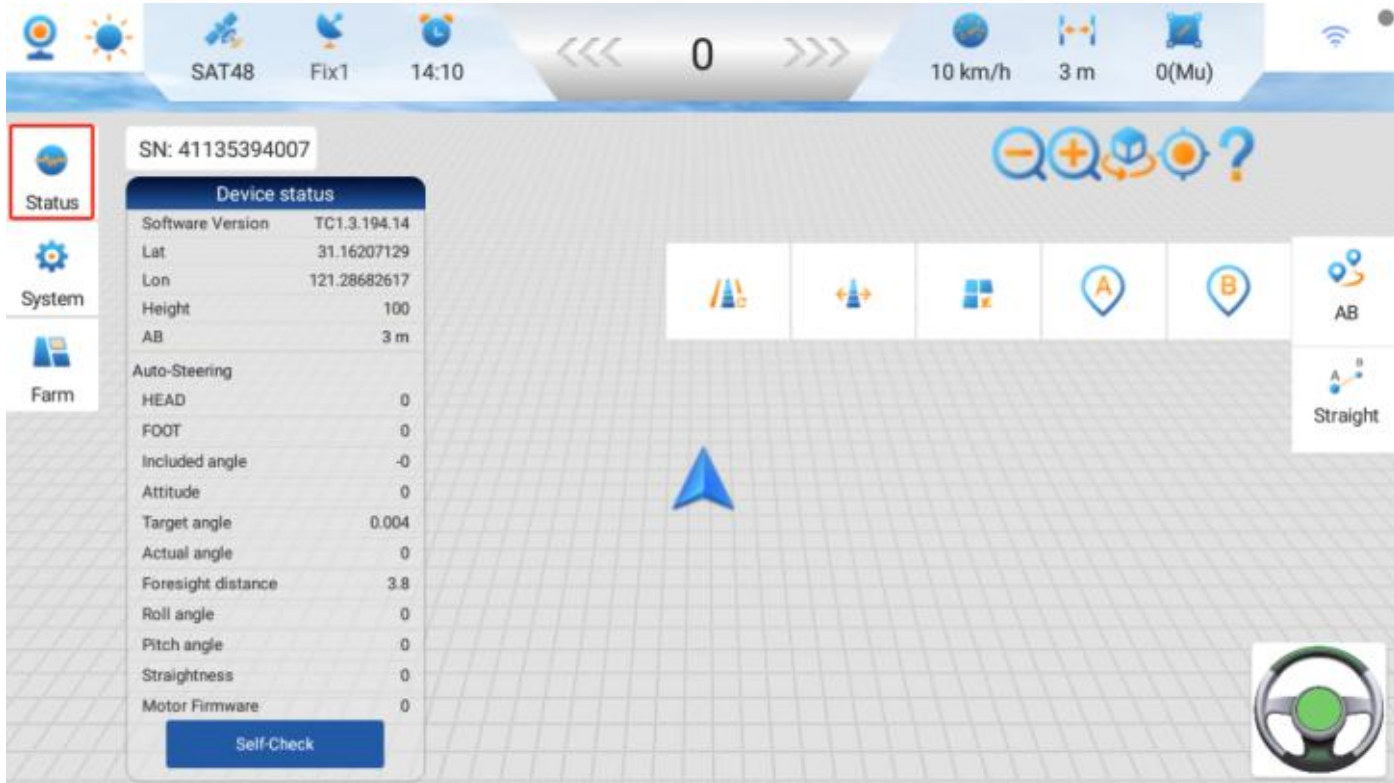 SAT48 Fix1 14:10 0 10 km/h 3 m 0(Mu)
Status
System
Farm
SN: 41135394007
Device status
Software Version TC1.3.194.14
Lat 31.16207129
Lon 121.28682617
Height 100
AB 3 m
Auto-Steering
HEAD 0
FOOT 0
Included angle -0
Attitude 0
Target angle 0.004
Actual angle 0
Foresight distance 3.8
Roll angle 0
Pitch angle 0
Straightness 0
Motor Firmware 0
Self-Check
A
B
AB
A B
Straight